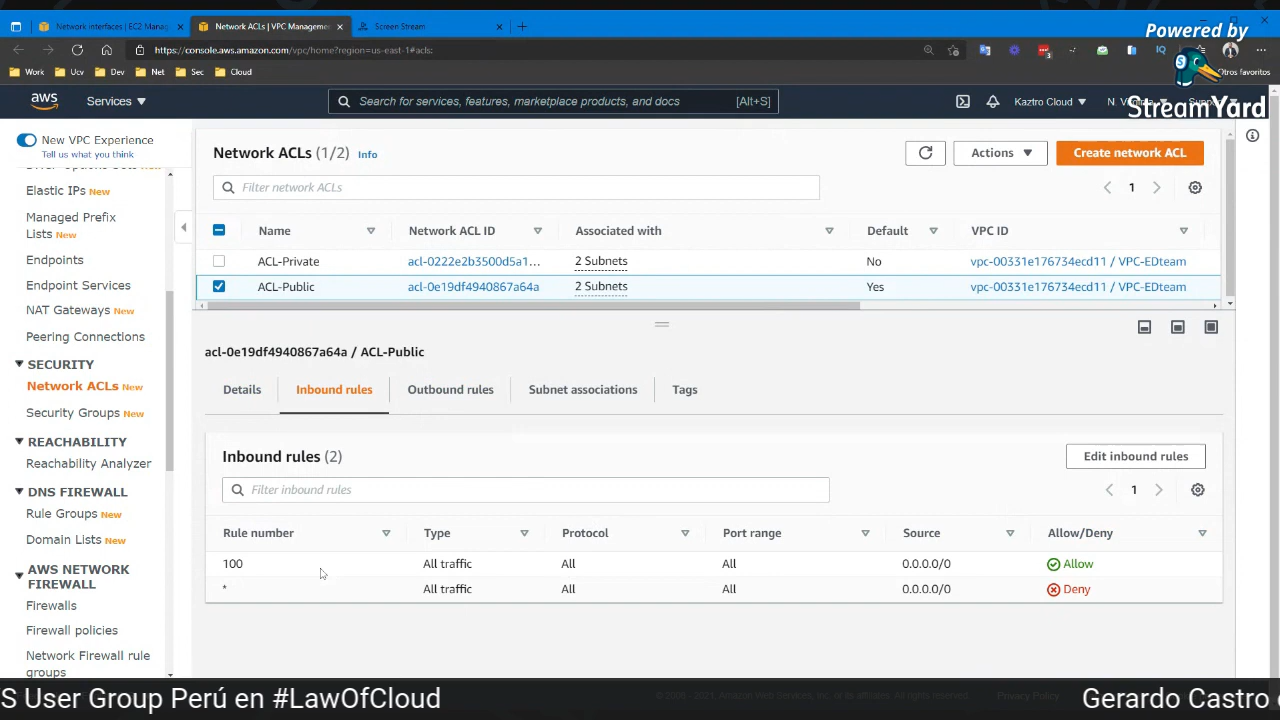 Network interfaces | EC2 Manag
Network ACLs | VPC Manageme
Screen Stream
Powered by
https://console.aws.amazon.com/vpc/home?region=us-east-1#acls:
Work
Ucv
Dev
Net
Sec
Cloud
Otros favoritos
aws
Services
Search for services, features, marketplace products, and docs
[Alt+S]
Kaztro Cloud
StreamYard
New VPC Experience
Tell us what you think
Elastic IPs New
Managed Prefix
Lists New
Endpoints
Endpoint Services
NAT Gateways New
Peering Connections
SECURITY
Network ACLs New
Security Groups New
REACHABILITY
Reachability Analyzer
DNS FIREWALL
Rule Groups New
Domain Lists New
AWS NETWORK
FIREWALL
Firewalls
Firewall policies
Network Firewall rule
groups
Network ACLs (1/2) Info
Actions
Create network ACL
Filter network ACLs
1
Name Network ACL ID Associated with Default VPC ID
ACL-Private acl-0222e2b3500d5a1... 2 Subnets No vpc-00331e176734ecd11 / VPC-EDteam
ACL-Public acl-0e19df4940867a64a 2 Subnets Yes vpc-00331e176734ecd11 / VPC-EDteam
acl-0e19df4940867a64a / ACL-Public
Details Inbound rules Outbound rules Subnet associations Tags
Inbound rules (2)
Edit inbound rules
Filter inbound rules
1
Rule number Type Protocol Port range Source Allow/Deny
100 All traffic All All 0.0.0.0/0 Allow
* All traffic All All 0.0.0.0/0 Deny
S User Group Perú en #LawOfCloud
Gerardo Castro